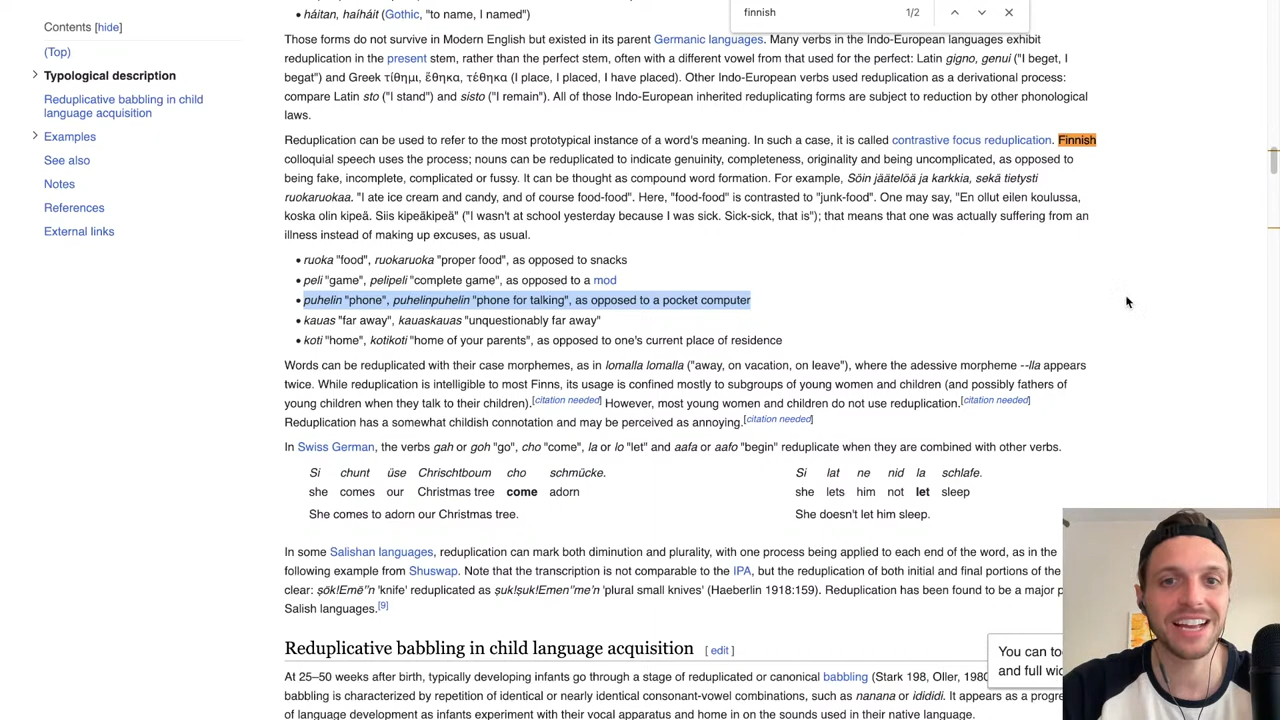 finnish
1/2
• háitan, haíháit (Gothic, "to name, I named")
Contents [hide]
(Top)
Typological description
Reduplicative babbling in child
language acquisition
Examples
See also
Notes
References
External links
Those forms do not survive in Modern English but existed in its parent Germanic languages. Many verbs in the Indo-European languages exhibit
reduplication in the present stem, rather than the perfect stem, often with a different vowel from that used for the perfect: Latin gigno, genui ("I beget, I
begat") and Greek τίθημι, ἔθηκα, τέθηκα (I place, I placed, I have placed). Other Indo-European verbs used reduplication as a derivational process:
compare Latin sto ("I stand") and sisto ("I remain"). All of those Indo-European inherited reduplicating forms are subject to reduction by other phonological
laws.
Reduplication can be used to refer to the most prototypical instance of a word's meaning. In such a case, it is called contrastive focus reduplication. Finnish
colloquial speech uses the process; nouns can be reduplicated to indicate genuinity, completeness, originality and being uncomplicated, as opposed to
being fake, incomplete, complicated or fussy. It can be thought as compound word formation. For example, Söin jäätelöä ja karkkia, sekä tietysti
ruokaruokaa. "I ate ice cream and candy, and of course food-food". Here, "food-food" is contrasted to "junk-food". One may say, "En ollut eilen koulussa,
koska olin kipeä. Siis kipeäkipeä" ("I wasn't at school yesterday because I was sick. Sick-sick, that is"); that means that one was actually suffering from an
illness instead of making up excuses, as usual.
• ruoka "food", ruokaruoka "proper food", as opposed to snacks
• peli "game", pelipeli "complete game", as opposed to a mod
• puhelin "phone", puhelinpuhelin "phone for talking", as opposed to a pocket computer
• kauas "far away", kauaskauas "unquestionably far away"
• koti "home", kotikoti "home of your parents", as opposed to one's current place of residence
Words can be reduplicated with their case morphemes, as in lomalla lomalla ("away, on vacation, on leave"), where the adessive morpheme --lla appears
twice. While reduplication is intelligible to most Finns, its usage is confined mostly to subgroups of young women and children (and possibly fathers of
young children when they talk to their children).[citation needed] However, most young women and children do not use reduplication.[citation needed]
Reduplication has a somewhat childish connotation and may be perceived as annoying.[citation needed]
In Swiss German, the verbs gah or goh "go", cho "come", la or lo "let" and aafa or aafo "begin" reduplicate when they are combined with other verbs.
Si chunt üse Chrischtboum cho schmücke.
she comes our Christmas tree come adorn
She comes to adorn our Christmas tree.
Si lat ne nid la schlafe.
she lets him not let sleep
She doesn't let him sleep.
In some Salishan languages, reduplication can mark both diminution and plurality, with one process being applied to each end of the word, as in the
following example from Shuswap. Note that the transcription is not comparable to the IPA, but the reduplication of both initial and final portions of the
clear: ṣōk!Emē''n 'knife' reduplicated as ṣuk!ṣuk!Emen''me'n 'plural small knives' (Haeberlin 1918:159). Reduplication has been found to be a major p
Salish languages.[9]
Reduplicative babbling in child language acquisition [ edit ]
You can to
and full wi
At 25–50 weeks after birth, typically developing infants go through a stage of reduplicated or canonical babbling (Stark 198, Oller, 1980
babbling is characterized by repetition of identical or nearly identical consonant-vowel combinations, such as nanana or idididi. It appears as a progre
of language development as infants experiment with their vocal apparatus and home in on the sounds used in their native language.